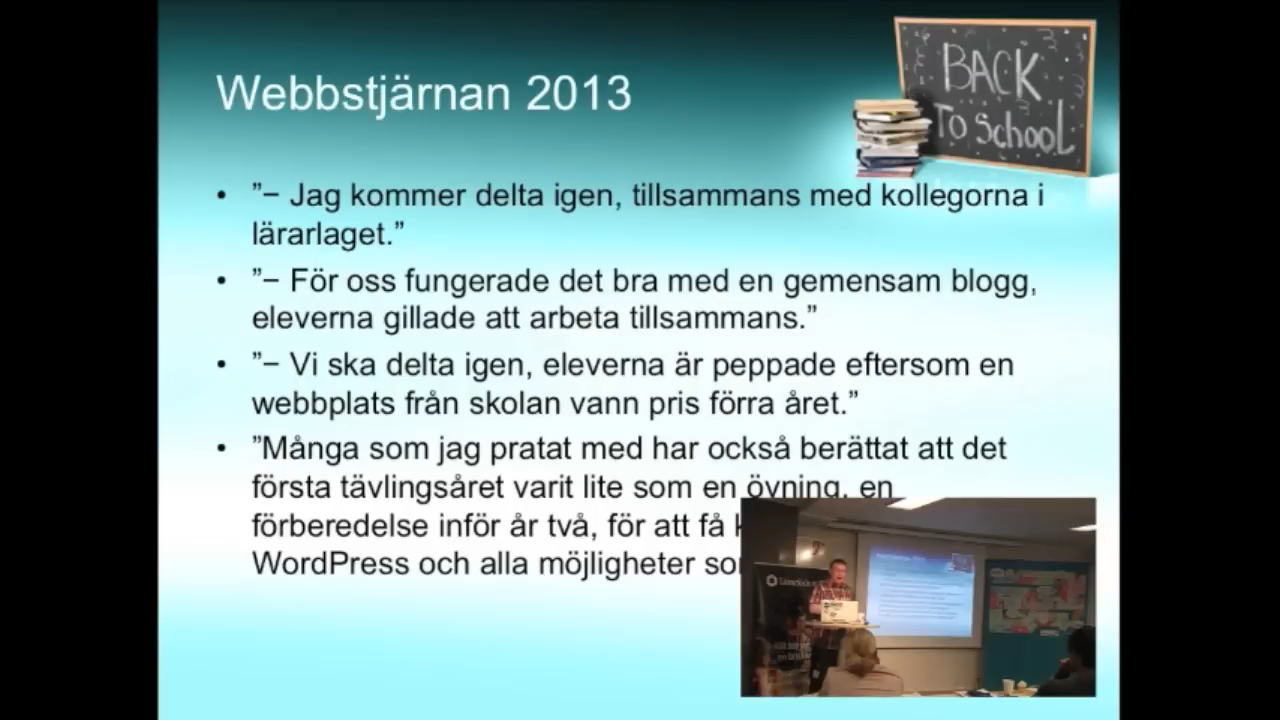 BACK
To School
Webbstjärnan 2013
• ”– Jag kommer delta igen, tillsammans med kollegorna i
lärarlaget.”
• ”– För oss fungerade det bra med en gemensam blogg,
eleverna gillade att arbeta tillsammans.”
• ”– Vi ska delta igen, eleverna är peppade eftersom en
webbplats från skolan vann pris förra året.”
• ”Många som jag pratat med har också berättat att det
första tävlingsåret varit lite som en övning, en
förberedelse inför år två, för att få
WordPress och alla möjligheter